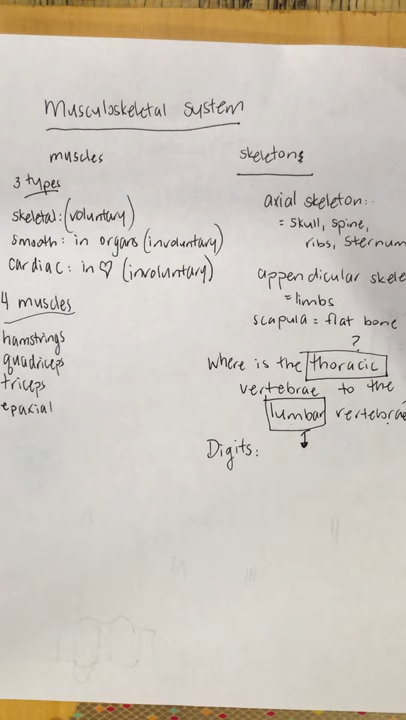 Musculoskeletal system
muscles
3 types
skeletal: (voluntary)
smooth: in organs (involuntary)
cardiac: in ♡ (involuntary)
4 muscles
hamstrings
quadriceps
triceps
epaxial
skeletons
axial skeleton:
= skull, spine,
ribs, sternum
appendicular skele
= limbs
scapula = flat bone
?
where is the thoracic
vertebrae to the
lumbar vertebrae
Digits: